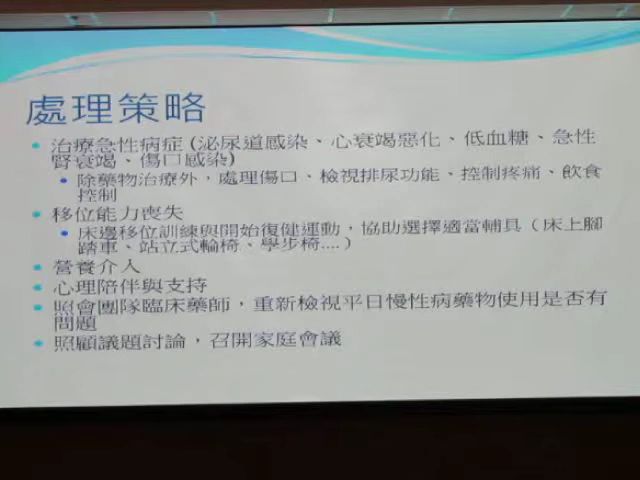 處理策略
• 治療急性病症(泌尿道感染、心衰竭惡化、低血糖、急性
腎衰竭、傷口感染)
• 除藥物治療外，處理傷口、檢視排尿功能、控制疼痛、飲食
控制
• 移位能力喪失
• 床邊移位訓練與開始復健運動，協助選擇適當輔具（床上腳
踏車、站立式輪椅、學步椅....）
• 營養介入
• 心理陪伴與支持
• 照會團隊臨床藥師，重新檢視平日慢性病藥物使用是否有
問題
• 照顧議題討論，召開家庭會議